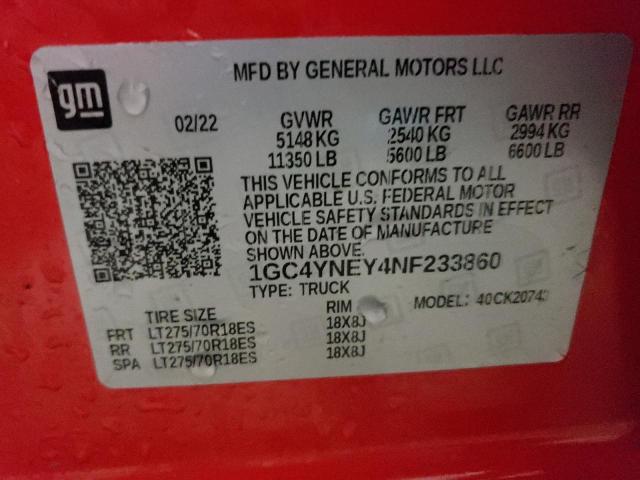 gm
MFD BY GENERAL MOTORS LLC
02/22 GVWR GAWR FRT GAWR RR
5148 KG 2540 KG 2994 KG
11350 LB 5600 LB 6600 LB
THIS VEHICLE CONFORMS TO ALL
APPLICABLE U.S. FEDERAL MOTOR
VEHICLE SAFETY STANDARDS IN EFFECT
ON THE DATE OF MANUFACTURE
SHOWN ABOVE.
1GC4YNEY4NF233860
TYPE: TRUCK MODEL: 40CK20743
TIRE SIZE RIM
FRT LT275/70R18ES 18X8J
RR LT275/70R18ES 18X8J
SPA LT275/70R18ES 18X8J